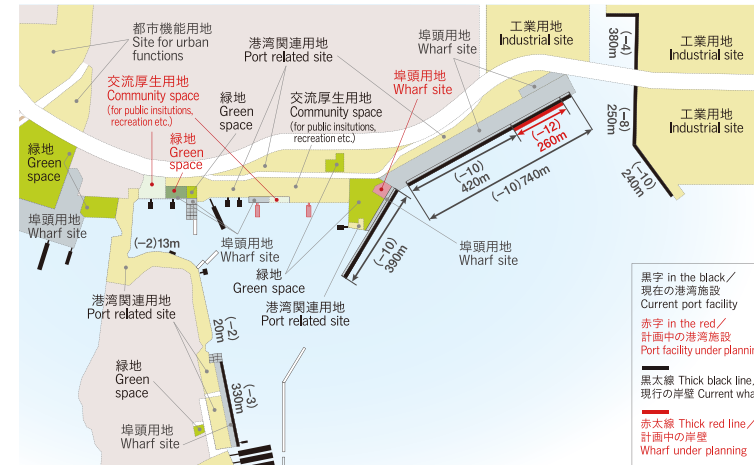 都市機能用地
Site for urban
functions
港湾関連用地
Port related site
埠頭用地
Wharf site
工業用地
Industrial site
(−4)
380m
工業用地
Industrial site
交流厚生用地
Community space
(for public insitutions,
recreation etc.)
緑地
Green
space
緑地
Green
space
交流厚生用地
Community space
(for public insitutions,
recreation etc.)
埠頭用地
Wharf site
(−12)
260m
(−8)
250m
工業用地
Industrial site
緑地
Green
space
(−10)
420m
(−10) 740m
(−10)
240m
埠頭用地
Wharf site
(−2)13m
埠頭用地
Wharf site
緑地
Green space
(−10)
390m
埠頭用地
Wharf site
港湾関連用地
Port related site
港湾関連用地
Port related site
(−2)
20m
緑地
Green
space
(−3)
330m
埠頭用地
Wharf site
黒字 in the black／
現在の港湾施設
Current port facility
赤字 in the red／
計画中の港湾施設
Port facility under plannin
黒太線 Thick black line／
現行の岸壁 Current wha
赤太線 Thick red line／
計画中の岸壁
Wharf under planning